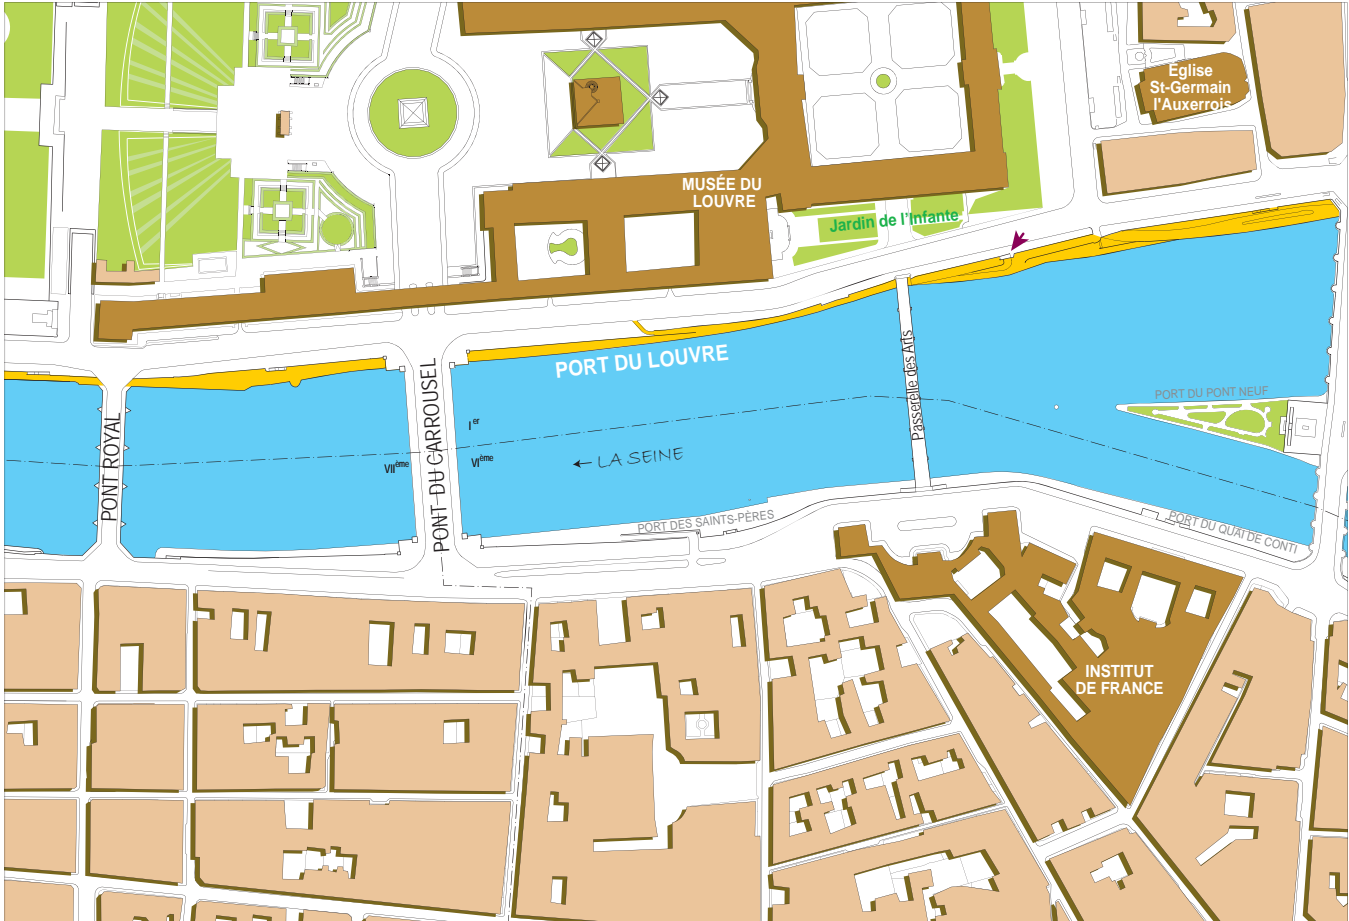 Eglise
St-Germain
l'Auxerrois
MUSÉE DU
LOUVRE
Jardin de l'Infante
PORT DU LOUVRE
Passerelle des Arts
PORT DU PONT NEUF
PONT ROYAL
PONT DU CARROUSEL
Ier
VIIème
VIème
← LA SEINE
PORT DES SAINTS-PÈRES
PORT DU QUAI DE CONTI
INSTITUT
DE FRANCE